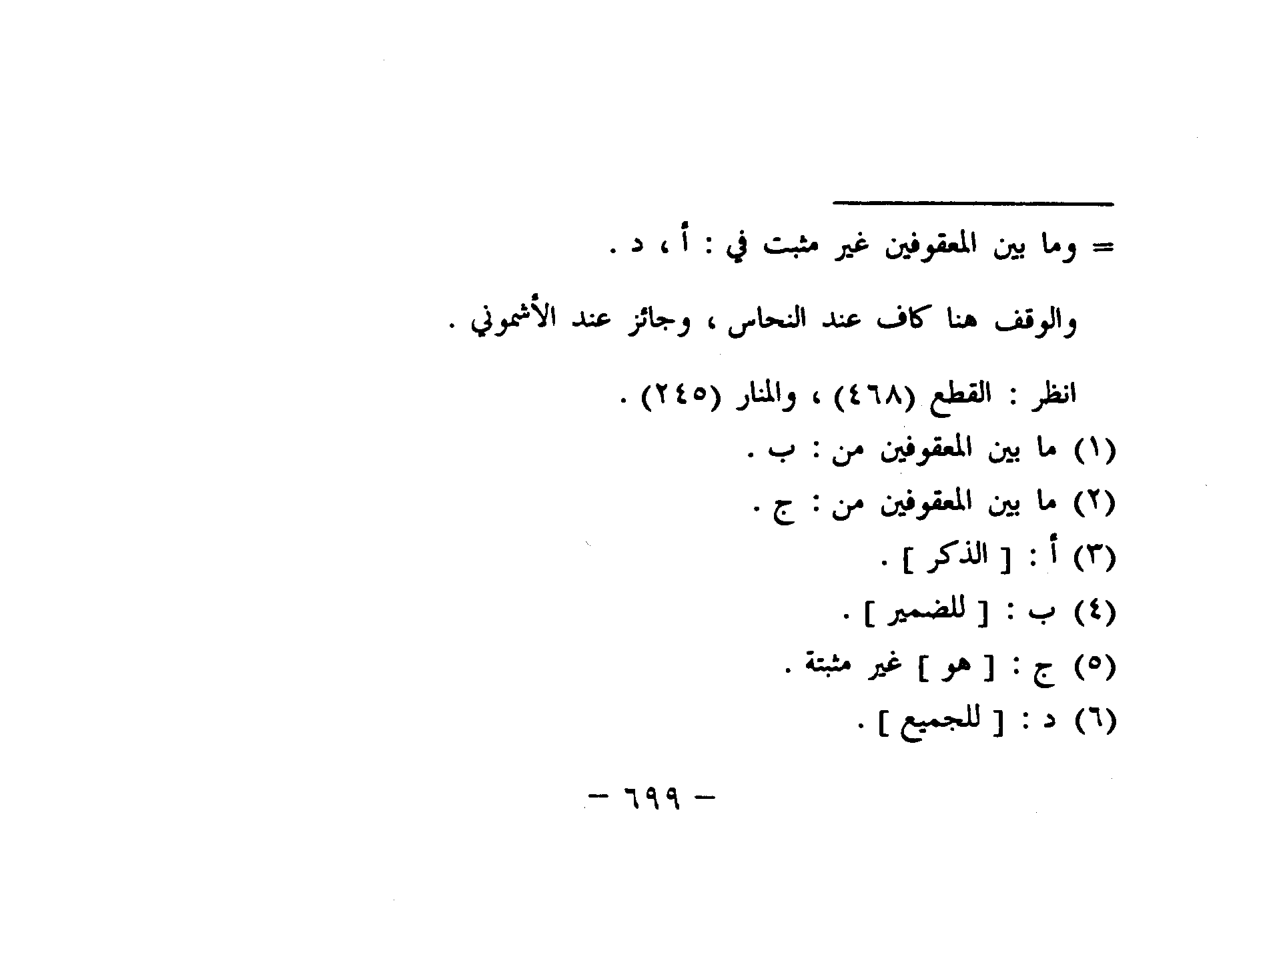 = وما بين المعقوفين غير مثبت في : أ ، د .
والوقف هنا كاف عند النحاس ، وجائز عند الأشموني .
انظر : القطع (٤٦٨) ، والمنار (٢٤٥) .
(١) ما بين المعقوفين من : ب .
(٢) ما بين المعقوفين من : ج .
(٣) أ : [ الذكر ] .
(٤) ب : [ للضمير ] .
(٥) ج : [ هو ] غير مثبتة .
(٦) د : [ للجميع ] .
– ٦٩٩ –